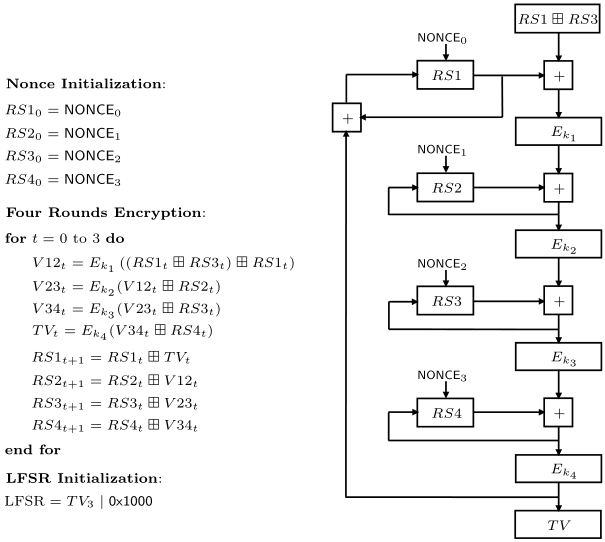 Nonce Initialization:
RS1₀ = NONCE₀
RS2₀ = NONCE₁
RS3₀ = NONCE₂
RS4₀ = NONCE₃
Four Rounds Encryption:
for t = 0 to 3 do
V12ₜ = Eₖ₁ ((RS1ₜ ⊞ RS3ₜ) ⊞ RS1ₜ)
V23ₜ = Eₖ₂(V12ₜ ⊞ RS2ₜ)
V34ₜ = Eₖ₃(V23ₜ ⊞ RS3ₜ)
TVₜ = Eₖ₄(V34ₜ ⊞ RS4ₜ)
RS1ₜ₊₁ = RS1ₜ ⊞ TVₜ
RS2ₜ₊₁ = RS2ₜ ⊞ V12ₜ
RS3ₜ₊₁ = RS3ₜ ⊞ V23ₜ
RS4ₜ₊₁ = RS4ₜ ⊞ V34ₜ
end for
LFSR Initialization:
LFSR = TV₃ | 0x1000
RS1 ⊞ RS3
NONCE₀
RS1
+
+
Eₖ₁
NONCE₁
RS2
+
Eₖ₂
NONCE₂
RS3
+
Eₖ₃
NONCE₃
RS4
+
Eₖ₄
TV